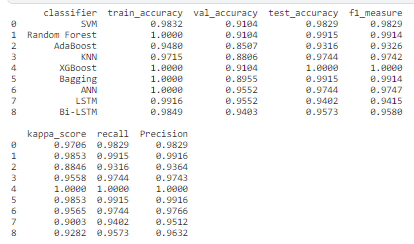 classifier train_accuracy val_accuracy test_accuracy f1_measure
0 SVM 0.9832 0.9104 0.9829 0.9829
1 Random Forest 1.0000 0.9104 0.9915 0.9914
2 AdaBoost 0.9480 0.8507 0.9316 0.9326
3 KNN 0.9715 0.8806 0.9744 0.9742
4 XGBoost 1.0000 0.9104 1.0000 1.0000
5 Bagging 1.0000 0.8955 0.9915 0.9914
6 ANN 1.0000 0.9552 0.9744 0.9747
7 LSTM 0.9916 0.9552 0.9402 0.9415
8 Bi-LSTM 0.9849 0.9403 0.9573 0.9580
kappa_score recall Precision
0 0.9706 0.9829 0.9829
1 0.9853 0.9915 0.9916
2 0.8846 0.9316 0.9364
3 0.9558 0.9744 0.9743
4 1.0000 1.0000 1.0000
5 0.9853 0.9915 0.9916
6 0.9565 0.9744 0.9766
7 0.9003 0.9402 0.9512
8 0.9282 0.9573 0.9632